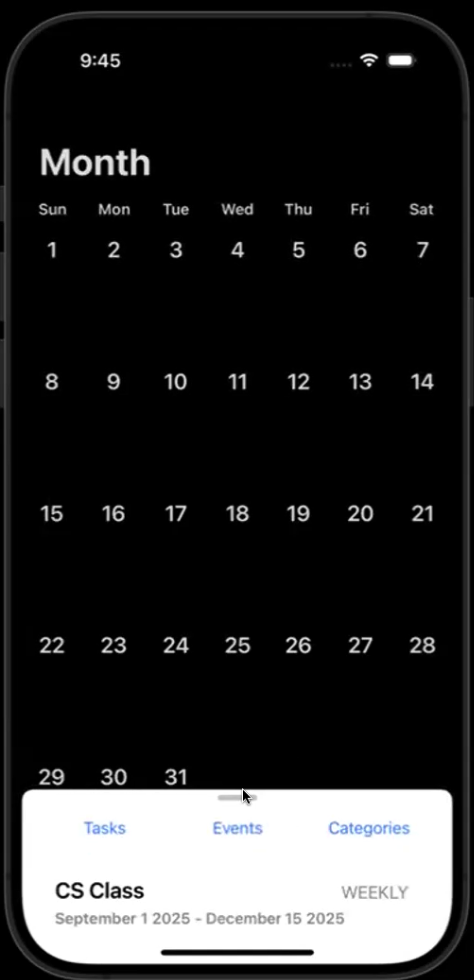 9:45
Month
Sun Mon Tue Wed Thu Fri Sat
1 2 3 4 5 6 7
8 9 10 11 12 13 14
15 16 17 18 19 20 21
22 23 24 25 26 27 28
29 30 31
Tasks Events Categories
CS Class WEEKLY
September 1 2025 - December 15 2025